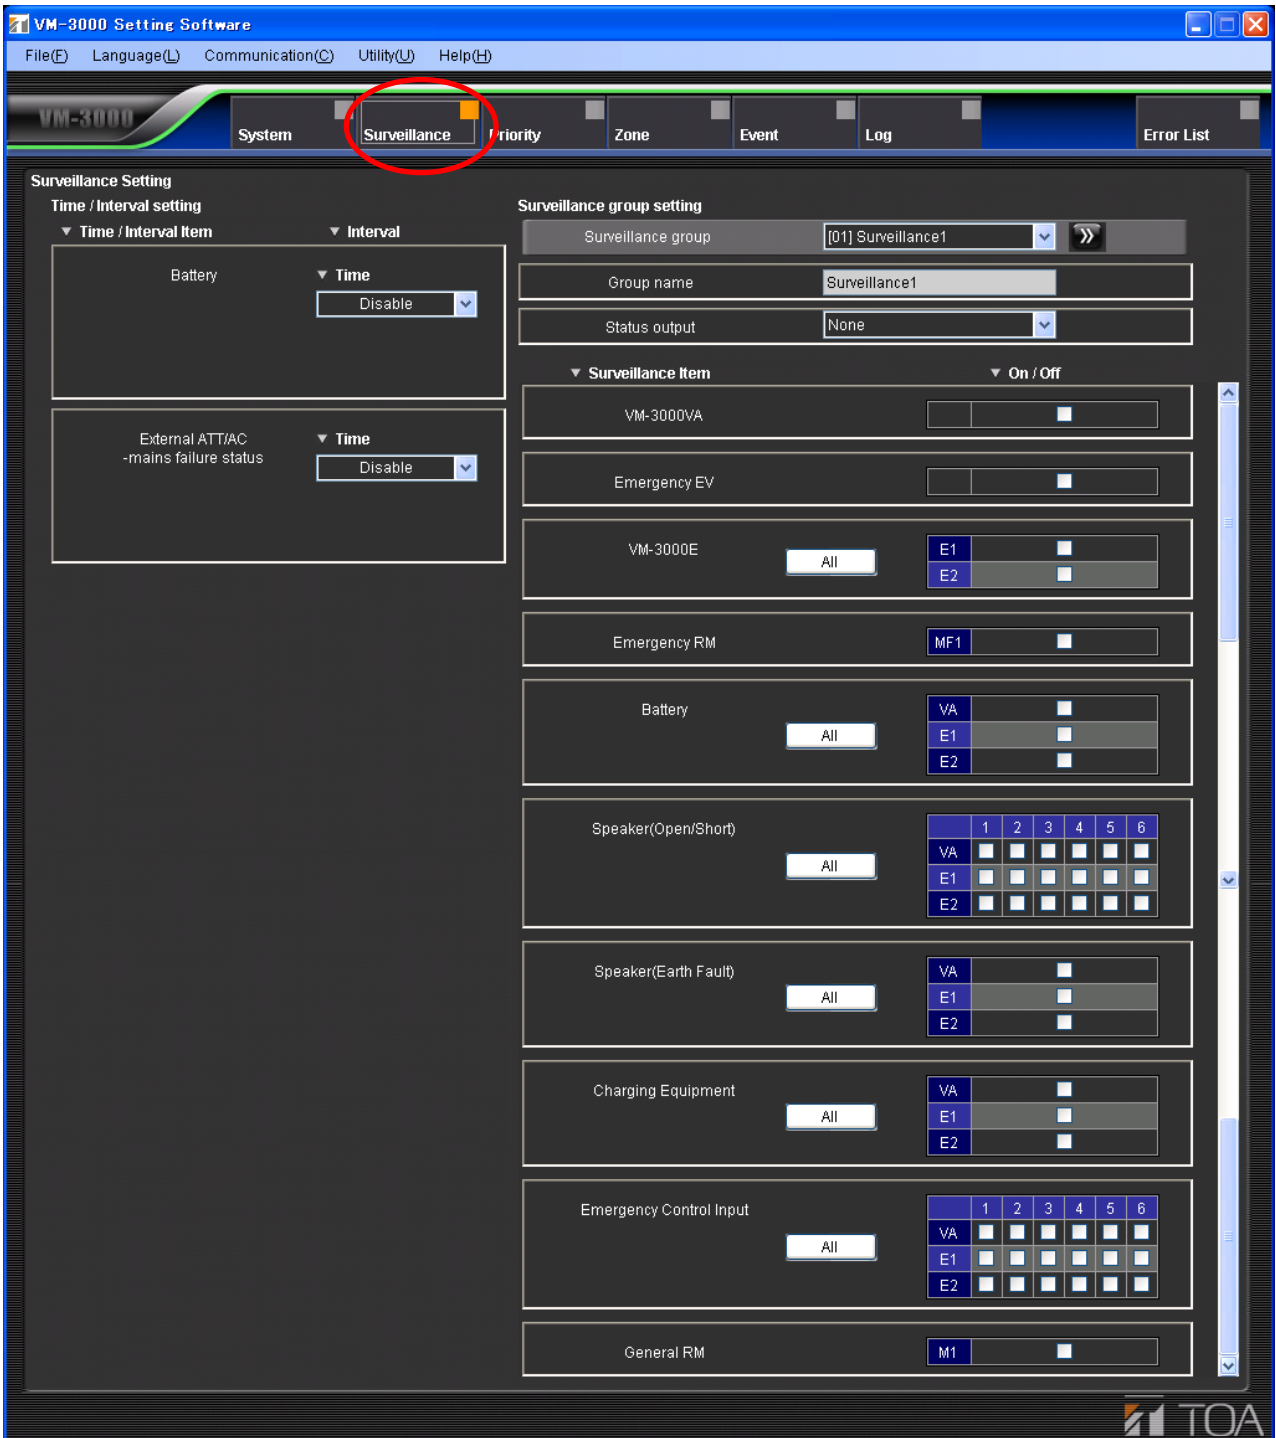 VM-3000 Setting Software
File(F) Language(L) Communication(C) Utility(U) Help(H)
VM-3000
System Surveillance Priority Zone Event Log Error List
Surveillance Setting
Time / Interval setting
▼ Time / Interval Item ▼ Interval
Battery ▼ Time
Disable
External ATT/AC ▼ Time
-mains failure status Disable
Surveillance group setting
Surveillance group [01] Surveillance1 »
Group name Surveillance1
Status output None
▼ Surveillance Item ▼ On / Off
VM-3000VA
Emergency EV
VM-3000E All E1
E2
Emergency RM MF1
Battery All VA
E1
E2
Speaker(Open/Short) All 1 2 3 4 5 6
VA
E1
E2
Speaker(Earth Fault) All VA
E1
E2
Charging Equipment All VA
E1
E2
Emergency Control Input All 1 2 3 4 5 6
VA
E1
E2
General RM M1
TOA